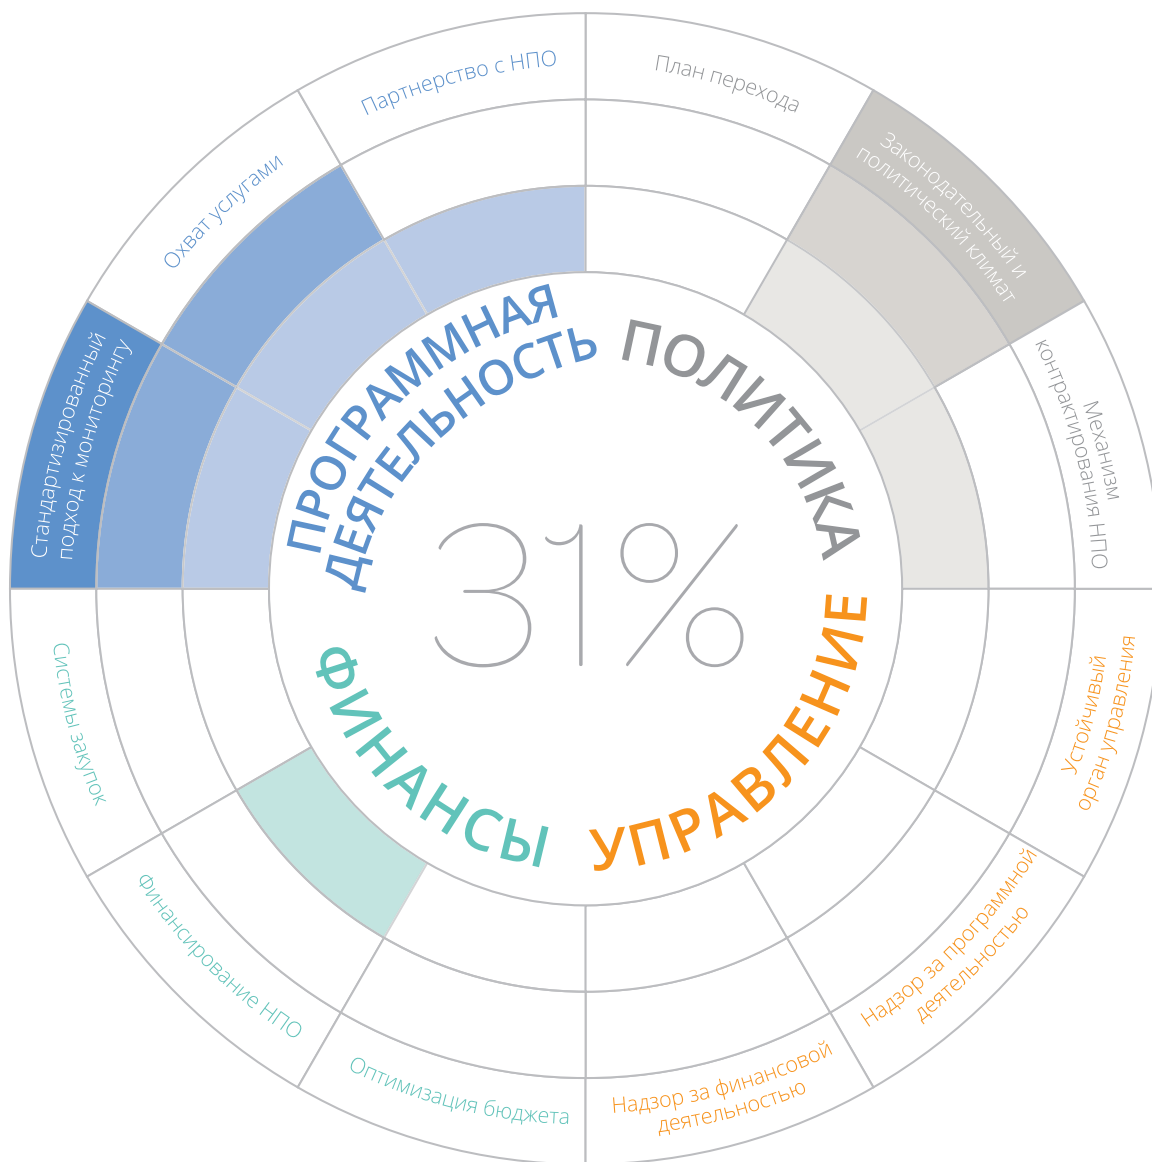 Партнерство с НПО
План перехода
Законодательный и
политический климат
Механизм
контрактирования НПО
Устойчивый
орган управления
Надзор за программной
деятельностью
Надзор за финансовой
деятельностью
Оптимизация бюджета
Финансирование НПО
Системы закупок
Стандартизированный
подход к мониторингу
Охват услугами
ПРОГРАММНАЯ
ДЕЯТЕЛЬНОСТЬ
ПОЛИТИКА
УПРАВЛЕНИЕ
ФИНАНСЫ
31%